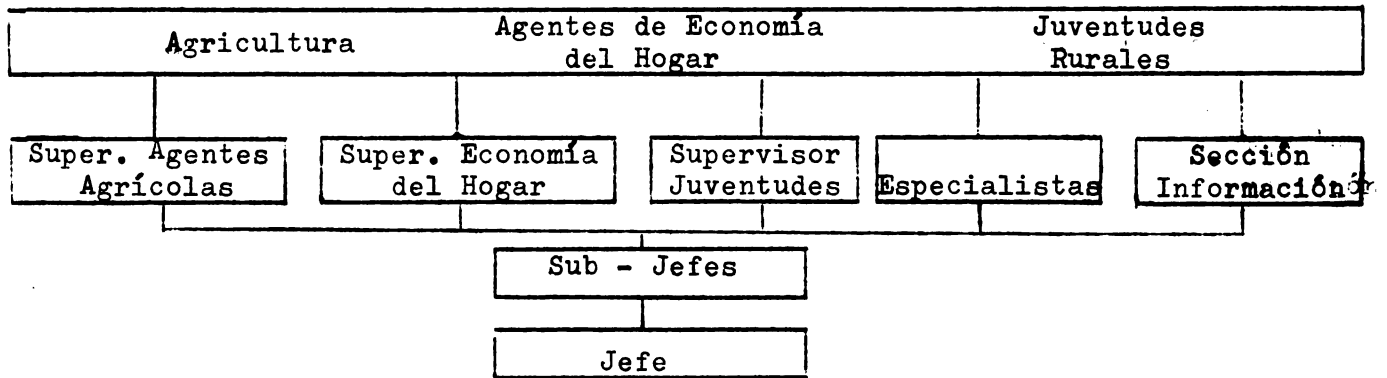 Agricultura
Agentes de Economía
del Hogar
Juventudes
Rurales
Super. Agentes
Agrícolas
Super. Economía
del Hogar
Supervisor
Juventudes
Especialistas
Sección
Información
Sub - Jefes
Jefe